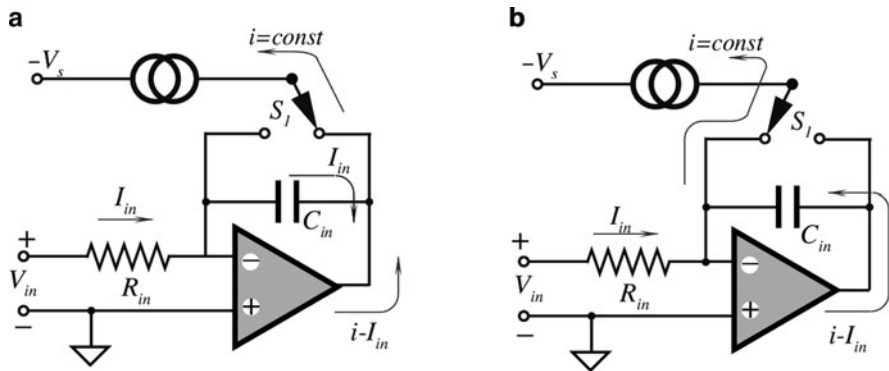 a
i=const
−Vs
S1
Iin
Iin
Cin
+
−
Vin
Rin
+
−
i-Iin
b
i=const
−Vs
S1
Iin
Cin
+
−
Vin
Rin
+
−
i-Iin